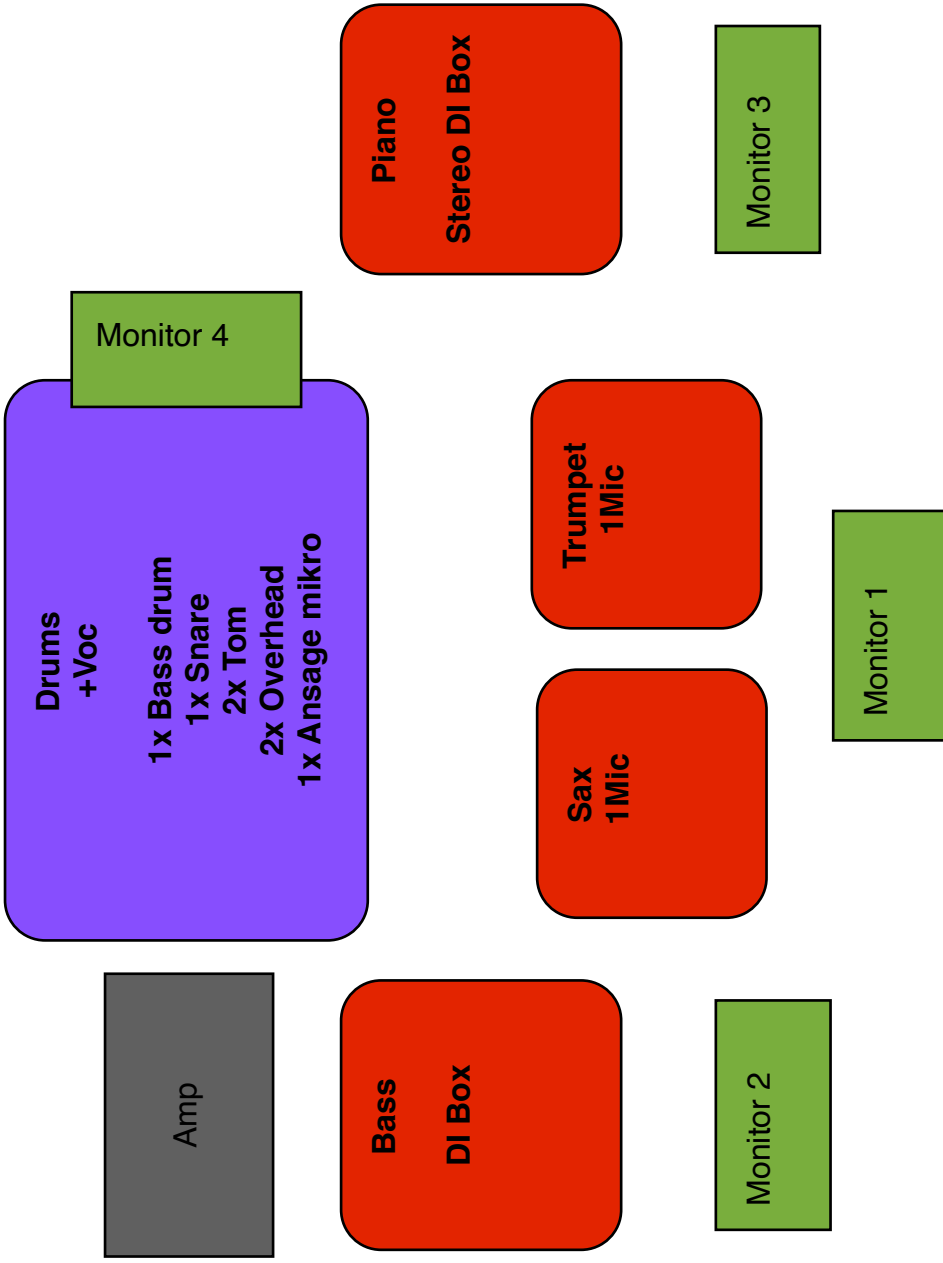 Amp
Drums
+Voc
1x Bass drum
1x Snare
2x Tom
2x Overhead
1x Ansage mikro
Monitor 4
Bass
DI Box
Sax
1Mic
Trumpet
1Mic
Piano
Stereo DI Box
Monitor 2
Monitor 1
Monitor 3